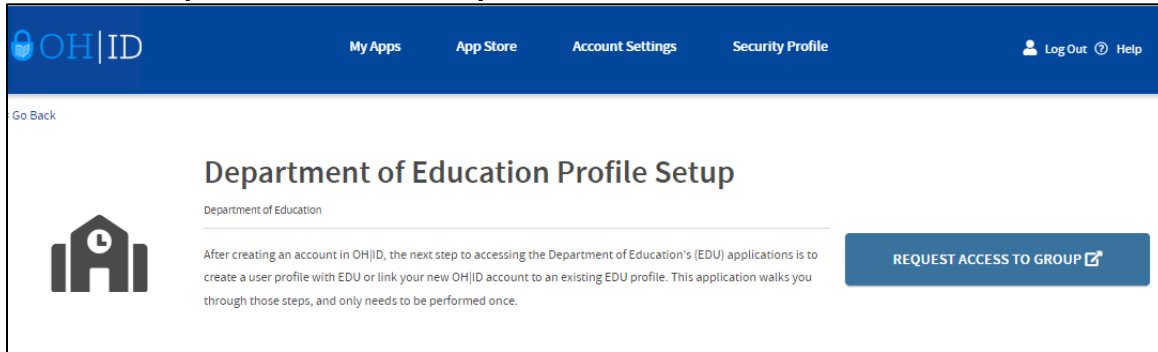 OH|ID
My Apps
App Store
Account Settings
Security Profile
Log Out
Help
Go Back
Department of Education Profile Setup
Department of Education
After creating an account in OH|ID, the next step to accessing the Department of Education's (EDU) applications is to
create a user profile with EDU or link your new OH|ID account to an existing EDU profile. This application walks you
through those steps, and only needs to be performed once.
REQUEST ACCESS TO GROUP